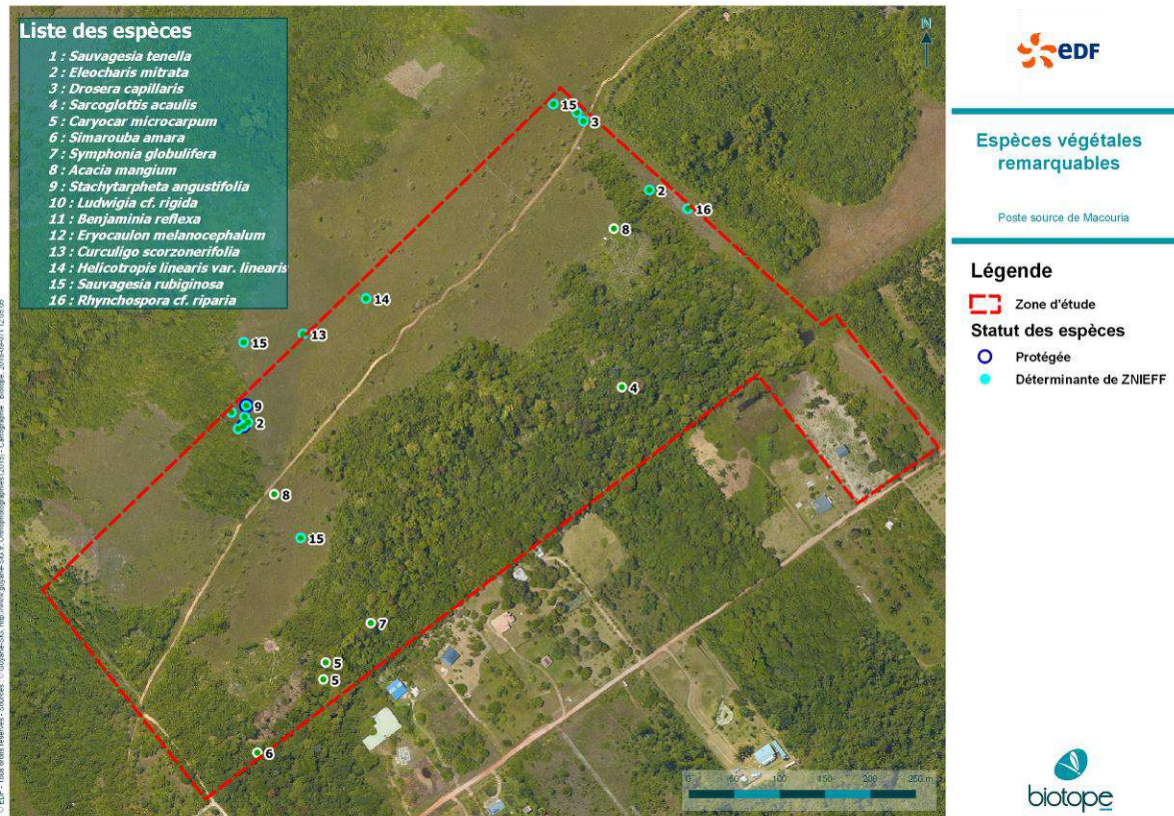 Liste des espèces
1 : Sauvagesia tenella
2 : Eleocharis mitrata
3 : Drosera capillaris
4 : Sarcoglottis acaulis
5 : Caryocar microcarpum
6 : Simarouba amara
7 : Symphonia globulifera
8 : Acacia mangium
9 : Stachytarpheta angustifolia
10 : Ludwigia cf. rigida
11 : Benjaminia reflexa
12 : Eryocaulon melanocephalum
13 : Curculigo scorzonerifolia
14 : Helicotropis linearis var. linearis
15 : Sauvagesia rubiginosa
16 : Rhynchospora cf. riparia
N
15
3
2
16
8
14
13
15
4
9
2
8
15
7
5
5
6
0 50 100 150 200 250 m
eDF
Espèces végétales
remarquables
Poste source de Macouria
Légende
Zone d'étude
Statut des espèces
Protégée
Déterminante de ZNIEFF
biotope